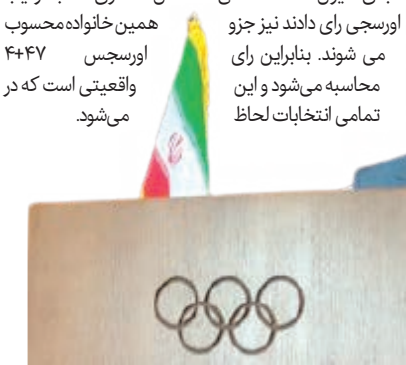 اورسجی رای دادند نیز جزو همین خانواده محسوب
می شوند. بنابراین رای اورسجس ۴+۴۷
محاسبه می‌شود و این واقعیتی است که در
تمامی انتخابات لحاظ می‌شود.